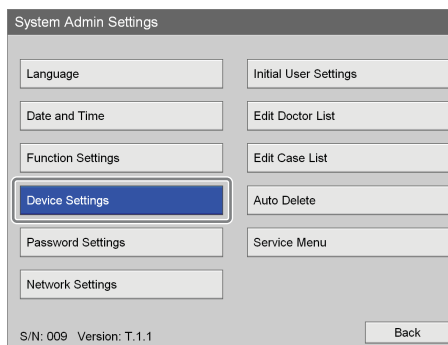 System Admin Settings
Language
Initial User Settings
Date and Time
Edit Doctor List
Function Settings
Edit Case List
Device Settings
Auto Delete
Password Settings
Service Menu
Network Settings
S/N: 009 Version: T.1.1
Back